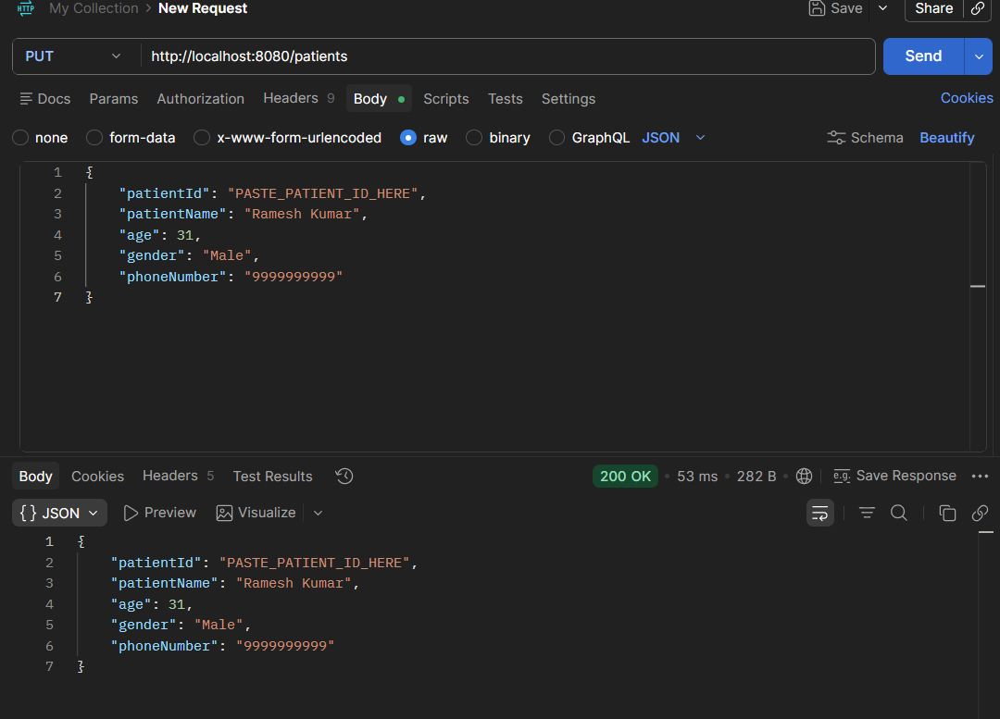 HTTP My Collection > New Request Save Share
PUT http://localhost:8080/patients Send
Docs Params Authorization Headers 9 Body Scripts Tests Settings Cookies
none form-data x-www-form-urlencoded raw binary GraphQL JSON Schema Beautify
1 {
2 "patientId": "PASTE_PATIENT_ID_HERE",
3 "patientName": "Ramesh Kumar",
4 "age": 31,
5 "gender": "Male",
6 "phoneNumber": "9999999999"
7 }
Body Cookies Headers 5 Test Results 200 OK • 53 ms • 282 B • e.g. Save Response
{} JSON Preview Visualize
1 {
2 "patientId": "PASTE_PATIENT_ID_HERE",
3 "patientName": "Ramesh Kumar",
4 "age": 31,
5 "gender": "Male",
6 "phoneNumber": "9999999999"
7 }